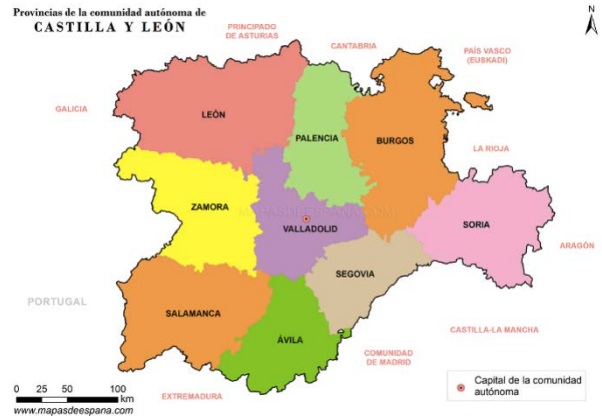 Provincias de la comunidad autónoma de
CASTILLA Y LEÓN
PRINCIPADO
DE ASTURIAS
CANTABRIA
PAÍS VASCO
(EUSKADI)
N
GALICIA
LEÓN
PALENCIA
BURGOS
LA RIOJA
ZAMORA
MAPASDEESPANA.COM
VALLADOLID
SORIA
ARAGÓN
SEGOVIA
PORTUGAL
SALAMANCA
ÁVILA
CASTILLA-LA MANCHA
COMUNIDAD
DE MADRID
EXTREMADURA
0 25 50 100
km
www.mapasdeespana.com
Capital de la comunidad
autónoma